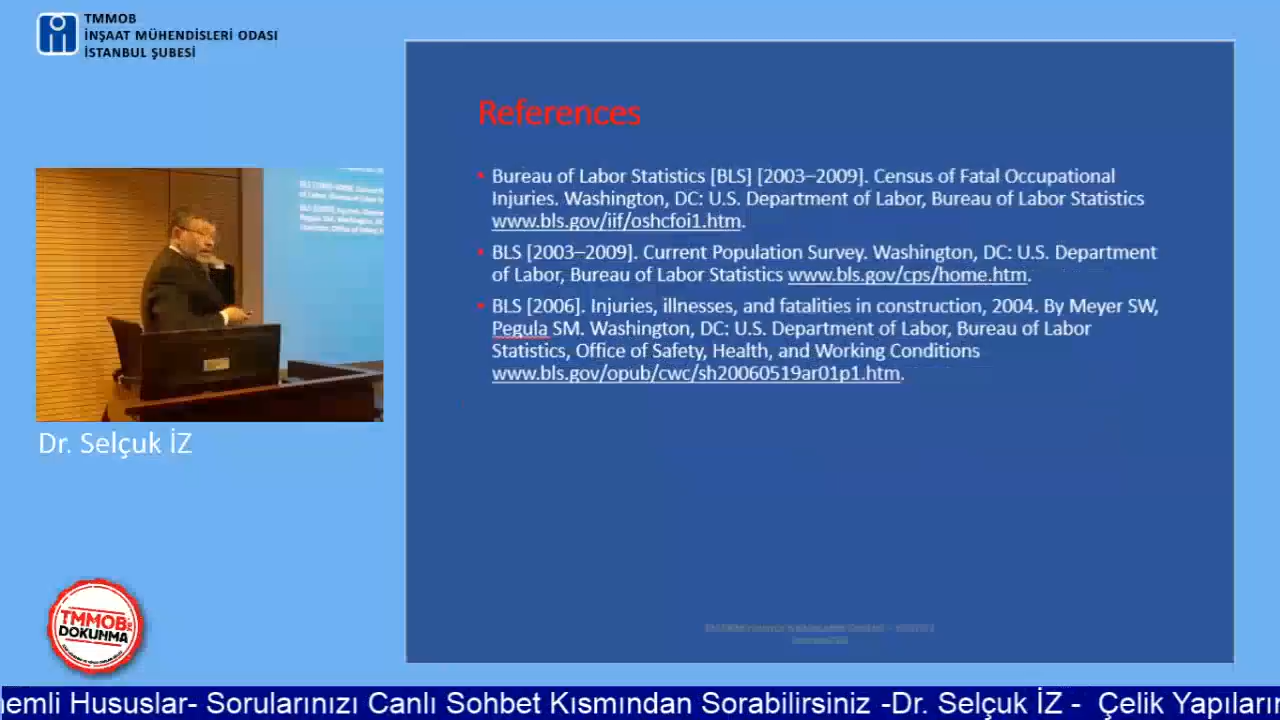 TMMOB
İNŞAAT MÜHENDİSLERİ ODASI
İSTANBUL ŞUBESİ
References
Bureau of Labor Statistics [BLS] [2003–2009]. Census of Fatal Occupational
Injuries. Washington, DC: U.S. Department of Labor, Bureau of Labor Statistics
www.bls.gov/iif/oshcfoi1.htm.
BLS [2003–2009]. Current Population Survey. Washington, DC: U.S. Department
of Labor, Bureau of Labor Statistics www.bls.gov/cps/home.htm.
BLS [2006]. Injuries, illnesses, and fatalities in construction, 2004. By Meyer SW,
Pegula SM. Washington, DC: U.S. Department of Labor, Bureau of Labor
Statistics, Office of Safety, Health, and Working Conditions
www.bls.gov/opub/cwc/sh20060519ar01p1.htm.
Dr. Selçuk İZ
TMMOB
DOKUNMA
emli Hususlar- Sorularınızı Canlı Sohbet Kısmından Sorabilirsiniz -Dr. Selçuk İZ - Çelik Yapıların